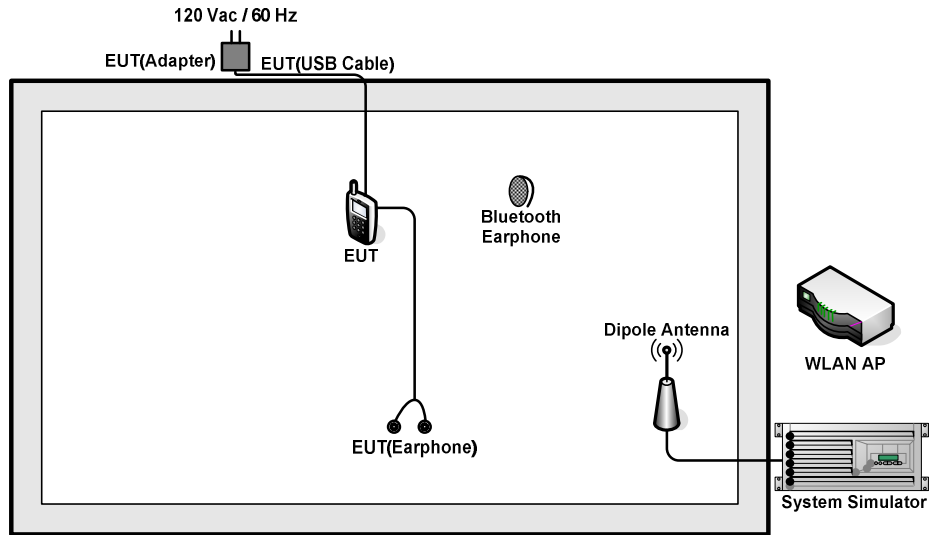 120 Vac / 60 Hz
EUT(Adapter)
EUT(USB Cable)
EUT
Bluetooth
Earphone
Dipole Antenna
WLAN AP
EUT(Earphone)
System Simulator